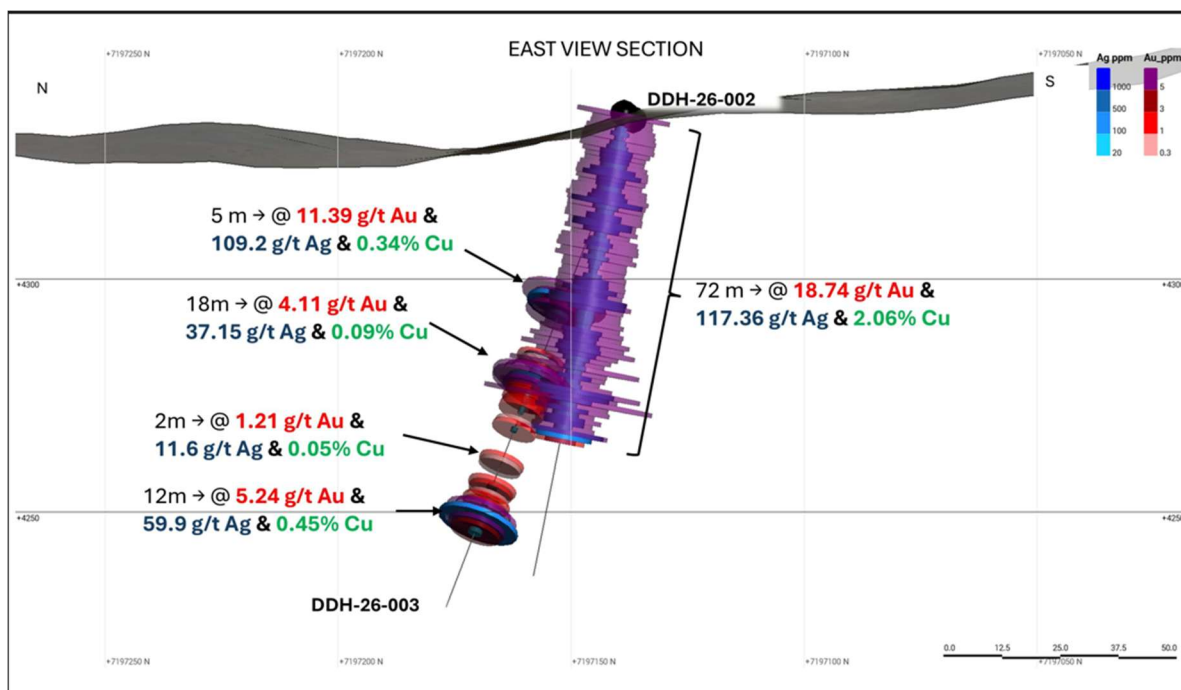 +7197250 N
+7197200 N
EAST VIEW SECTION
+7197100 N
+7197050 N
N
S
Ag ppm
Au_ppm
1000
500
100
20
5
3
1
0.3
DDH-26-002
5 m → @ 11.39 g/t Au &
109.2 g/t Ag & 0.34% Cu
+4300
+4300
18m → @ 4.11 g/t Au &
37.15 g/t Ag & 0.09% Cu
72 m → @ 18.74 g/t Au &
117.36 g/t Ag & 2.06% Cu
2m → @ 1.21 g/t Au &
11.6 g/t Ag & 0.05% Cu
12m → @ 5.24 g/t Au &
59.9 g/t Ag & 0.45% Cu
+4250
DDH-26-003
+7197250 N
+7197200 N
+7197150 N
+7197100 N
+7197050 N
0.0
12.5
25.0
37.5
50.0